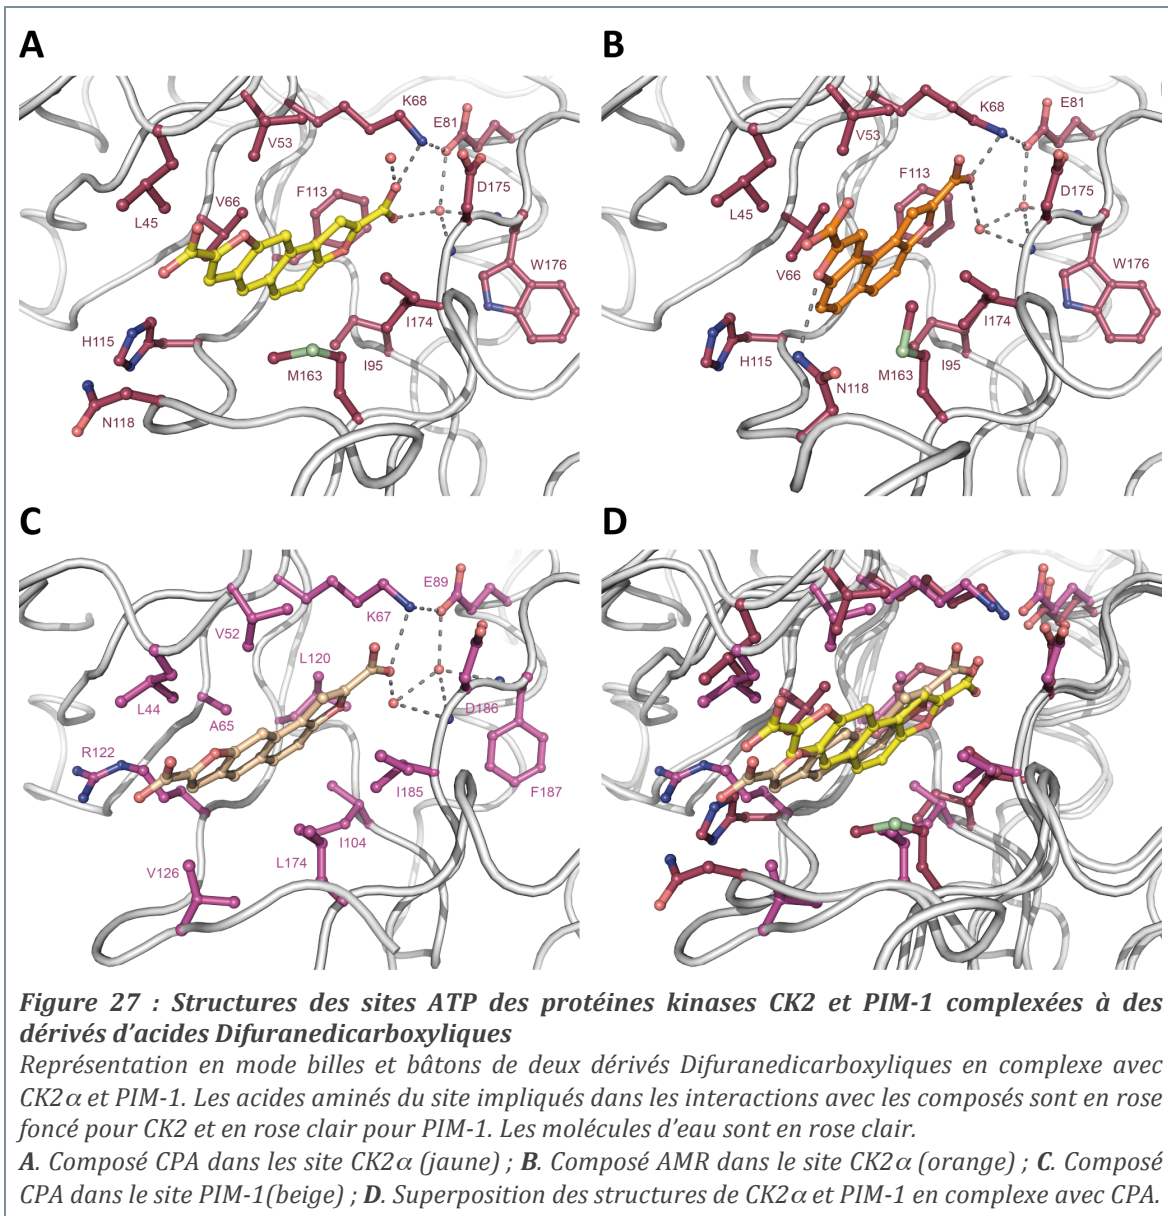 A
B
K68
E81
V53
F113
D175
L45
V66
W176
I174
H115
I95
M163
N118
K68
E81
V53
F113
D175
L45
V66
W176
I174
H115
M163
I95
N118
C
D
E89
K67
V52
L120
L44
A65
D186
R122
I185
F187
I104
L174
V126
Figure 27 : Structures des sites ATP des protéines kinases CK2 et PIM-1 complexées à des
dérivés d'acides Difuranedicarboxyliques
Représentation en mode billes et bâtons de deux dérivés Difuranedicarboxyliques en complexe avec
CK2α et PIM-1. Les acides aminés du site impliqués dans les interactions avec les composés sont en rose
foncé pour CK2 et en rose clair pour PIM-1. Les molécules d'eau sont en rose clair.
A. Composé CPA dans les site CK2α (jaune) ; B. Composé AMR dans le site CK2α (orange) ; C. Composé
CPA dans le site PIM-1(beige) ; D. Superposition des structures de CK2α et PIM-1 en complexe avec CPA.